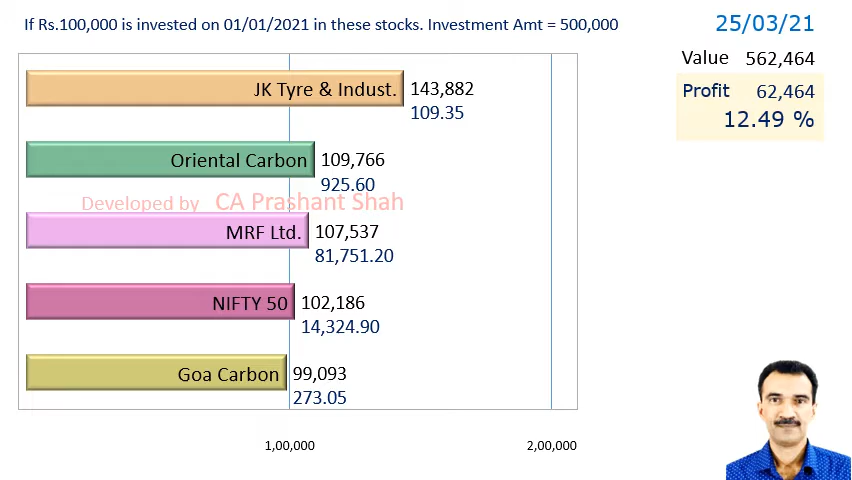 If Rs.100,000 is invested on 01/01/2021 in these stocks. Investment Amt = 500,000
25/03/21
Value 562,464
Profit 62,464
12.49 %
JK Tyre & Indust. 143,882
109.35
Oriental Carbon 109,766
925.60
Developed by CA Prashant Shah
MRF Ltd. 107,537
81,751.20
NIFTY 50 102,186
14,324.90
Goa Carbon 99,093
273.05
1,00,000 2,00,000